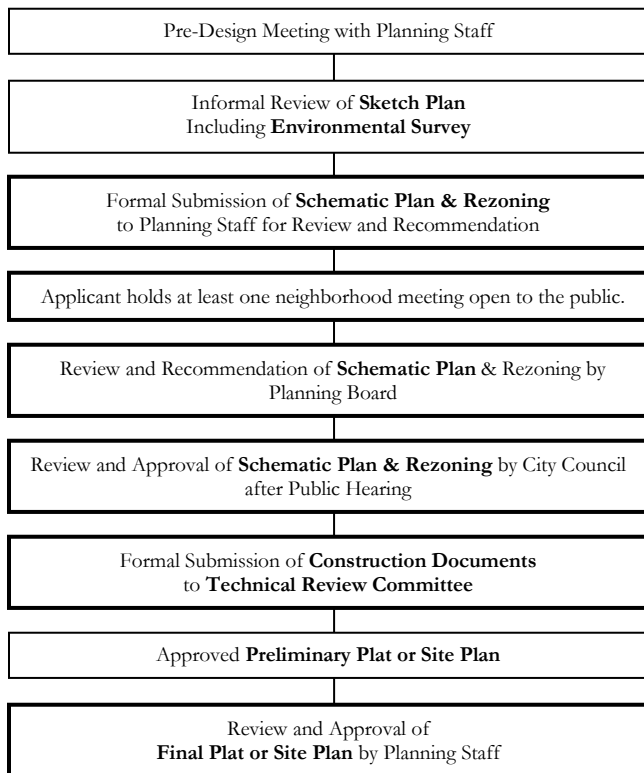 Pre-Design Meeting with Planning Staff
Informal Review of Sketch Plan
Including Environmental Survey
Formal Submission of Schematic Plan & Rezoning
to Planning Staff for Review and Recommendation
Applicant holds at least one neighborhood meeting open to the public.
Review and Recommendation of Schematic Plan & Rezoning by
Planning Board
Review and Approval of Schematic Plan & Rezoning by City Council
after Public Hearing
Formal Submission of Construction Documents
to Technical Review Committee
Approved Preliminary Plat or Site Plan
Review and Approval of
Final Plat or Site Plan by Planning Staff